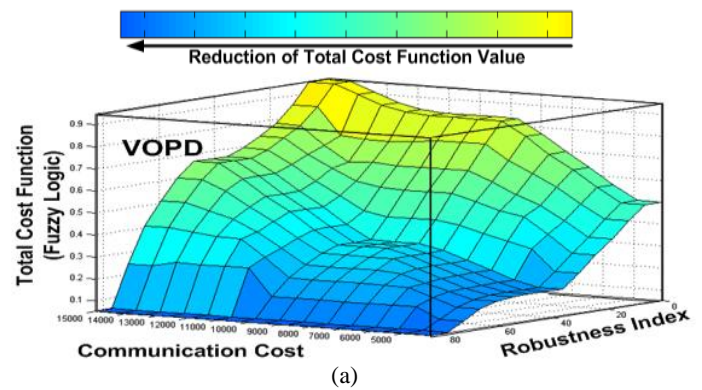 Reduction of Total Cost Function Value
VOPD
Total Cost Function
(Fuzzy Logic)
0.9
0.8
0.7
0.6
0.5
0.4
0.3
0.2
0.1
15000 14000 13000 12000 11000 10000 9000 8000 7000 6000 5000
80 60 40 20 0
Communication Cost
Robustness Index
(a)